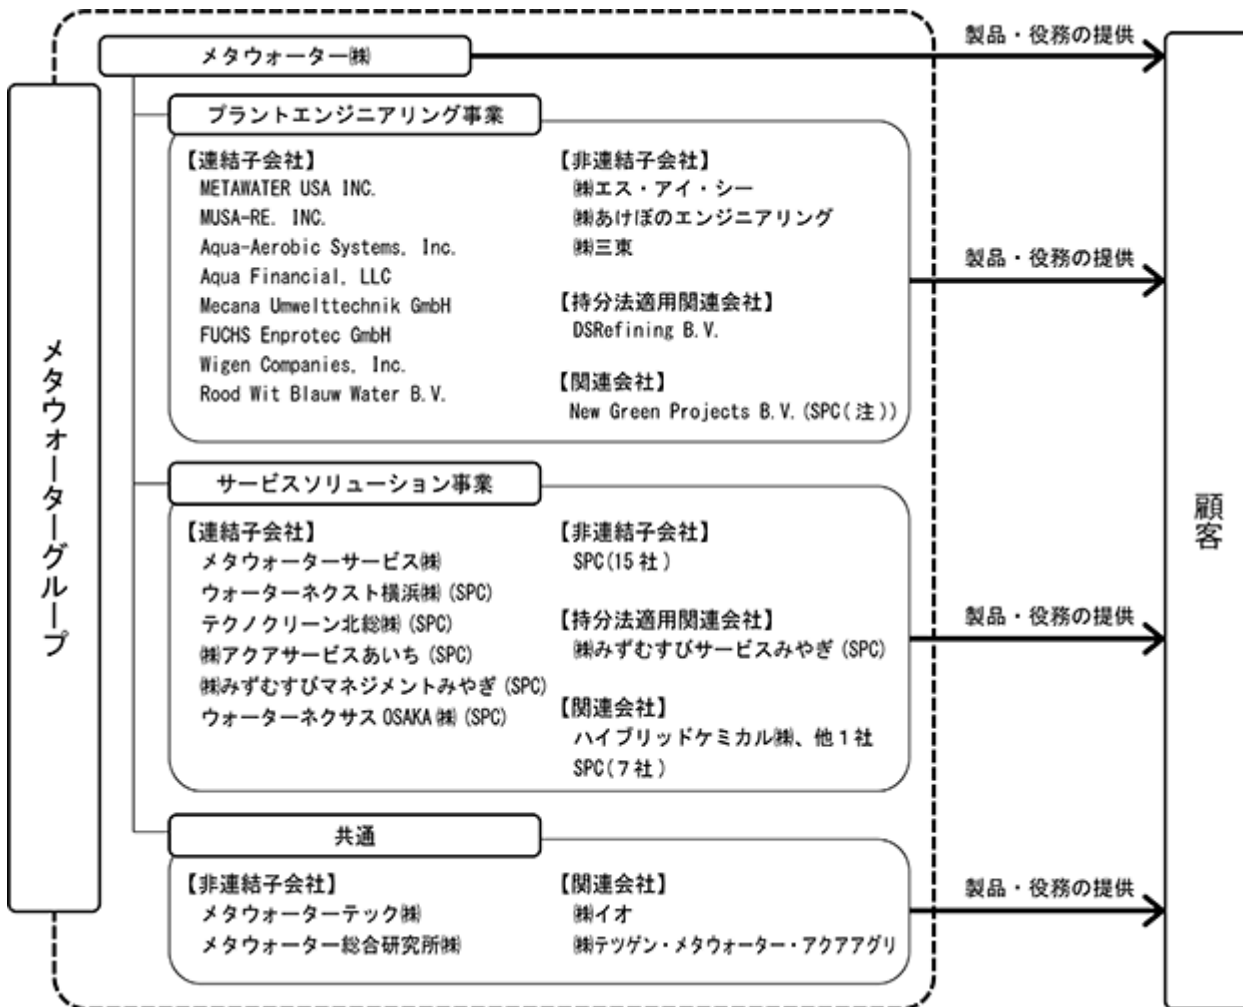 メタウォーターグループ
メタウォーター㈱
製品・役務の提供
プラントエンジニアリング事業
【連結子会社】
METAWATER USA INC.
MUSA-RE. INC.
Aqua-Aerobic Systems, Inc.
Aqua Financial, LLC
Mecana Umwelttechnik GmbH
FUCHS Enprotec GmbH
Wigen Companies, Inc.
Rood Wit Blauw Water B.V.
【非連結子会社】
㈱エス・アイ・シー
㈱あけぼのエンジニアリング
㈱三東
【持分法適用関連会社】
DSRefining B.V.
【関連会社】
New Green Projects B.V.(SPC(注))
製品・役務の提供
サービスソリューション事業
【連結子会社】
メタウォーターサービス㈱
ウォーターネクスト横浜㈱(SPC)
テクノクリーン北総㈱(SPC)
㈱アクアサービスあいち(SPC)
㈱みずむすびマネジメントみやぎ(SPC)
ウォーターネクサスOSAKA㈱(SPC)
【非連結子会社】
SPC(15社)
【持分法適用関連会社】
㈱みずむすびサービスみやぎ(SPC)
【関連会社】
ハイブリッドケミカル㈱、他1社
SPC(7社)
製品・役務の提供
共通
【非連結子会社】
メタウォーターテック㈱
メタウォーター総合研究所㈱
【関連会社】
㈱イオ
㈱テツゲン・メタウォーター・アクアアグリ
製品・役務の提供
顧客